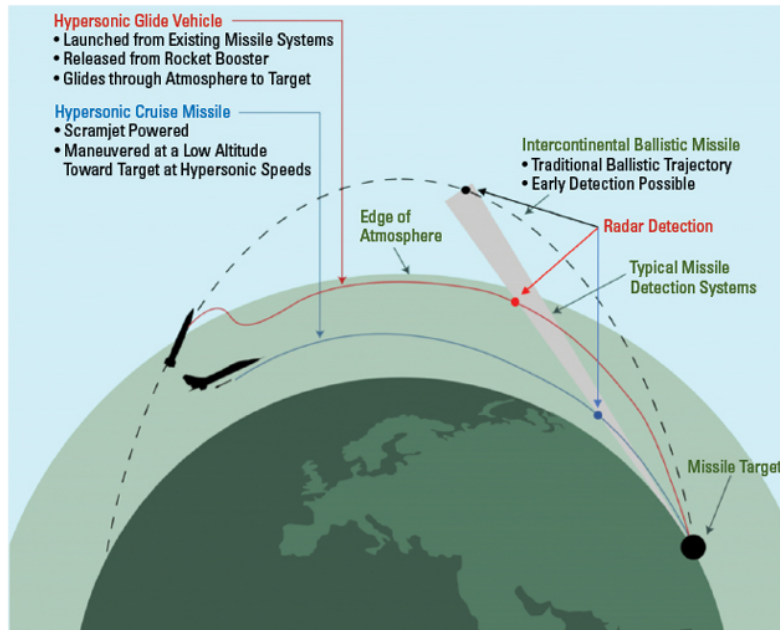 Hypersonic Glide Vehicle
• Launched from Existing Missile Systems
• Released from Rocket Booster
• Glides through Atmosphere to Target
Hypersonic Cruise Missile
• Scramjet Powered
• Maneuvered at a Low Altitude
Toward Target at Hypersonic Speeds
Intercontinental Ballistic Missile
• Traditional Ballistic Trajectory
• Early Detection Possible
Edge of
Atmosphere
Radar Detection
Typical Missile
Detection Systems
Missile Target